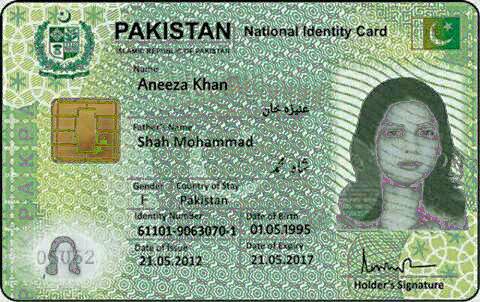 PAKISTAN National Identity Card
ISLAMIC REPUBLIC OF PAKISTAN
Name
Aneeza Khan
عنیزہ خان
Father's Name
Shah Mohammad
شاہ محمد
Gender Country of Stay
F Pakistan
Identity Number Date of Birth
61101-9063070-1 01.05.1995
Date of Issue Date of Expiry
21.05.2012 21.05.2017
Holder's Signature